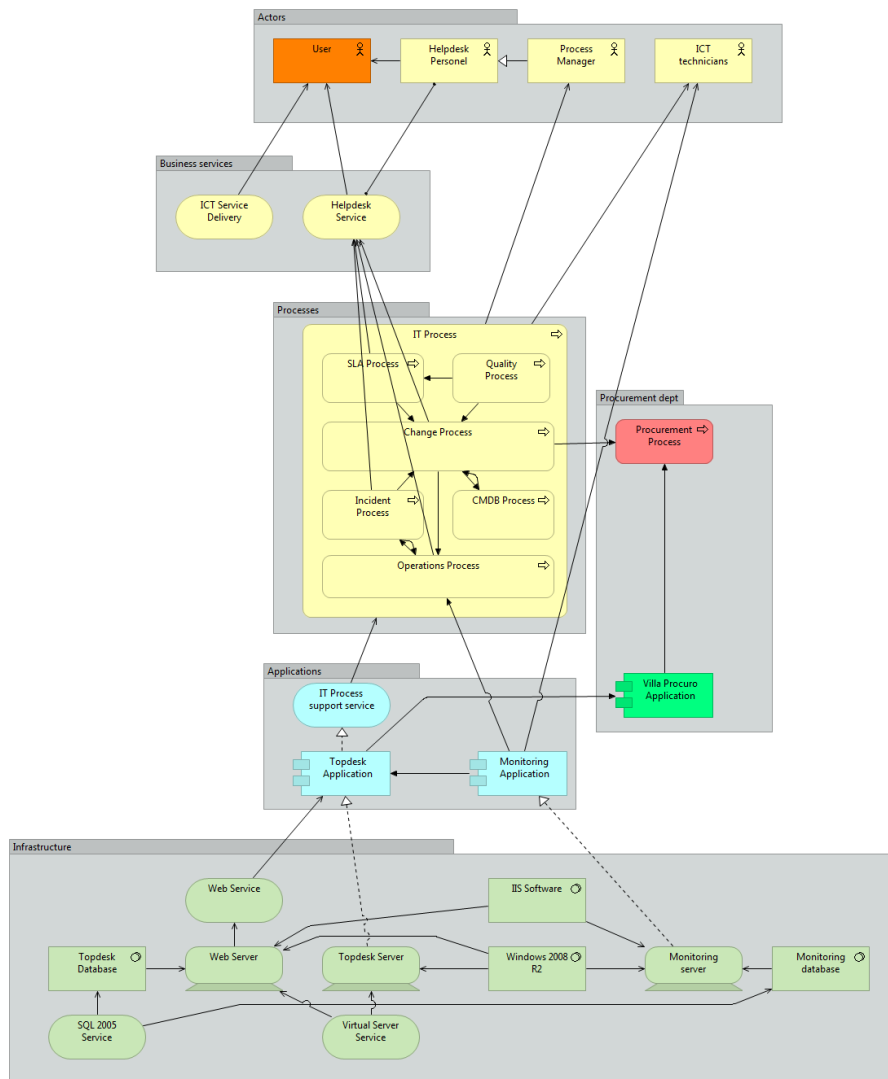 Actors
User
Helpdesk
Personel
Process
Manager
ICT
technicians
Business services
ICT Service
Delivery
Helpdesk
Service
Processes
IT Process
SLA Process
Quality
Process
Change Process
Incident
Process
CMDB Process
Operations Process
Procurement dept
Procurement
Process
Villa Procuro
Application
Applications
IT Process
support service
Topdesk
Application
Monitoring
Application
Infrastructure
Web Service
IIS Software
Topdesk
Database
Web Server
Topdesk Server
Windows 2008
R2
Monitoring
server
Monitoring
database
SQL 2005
Service
Virtual Server
Service